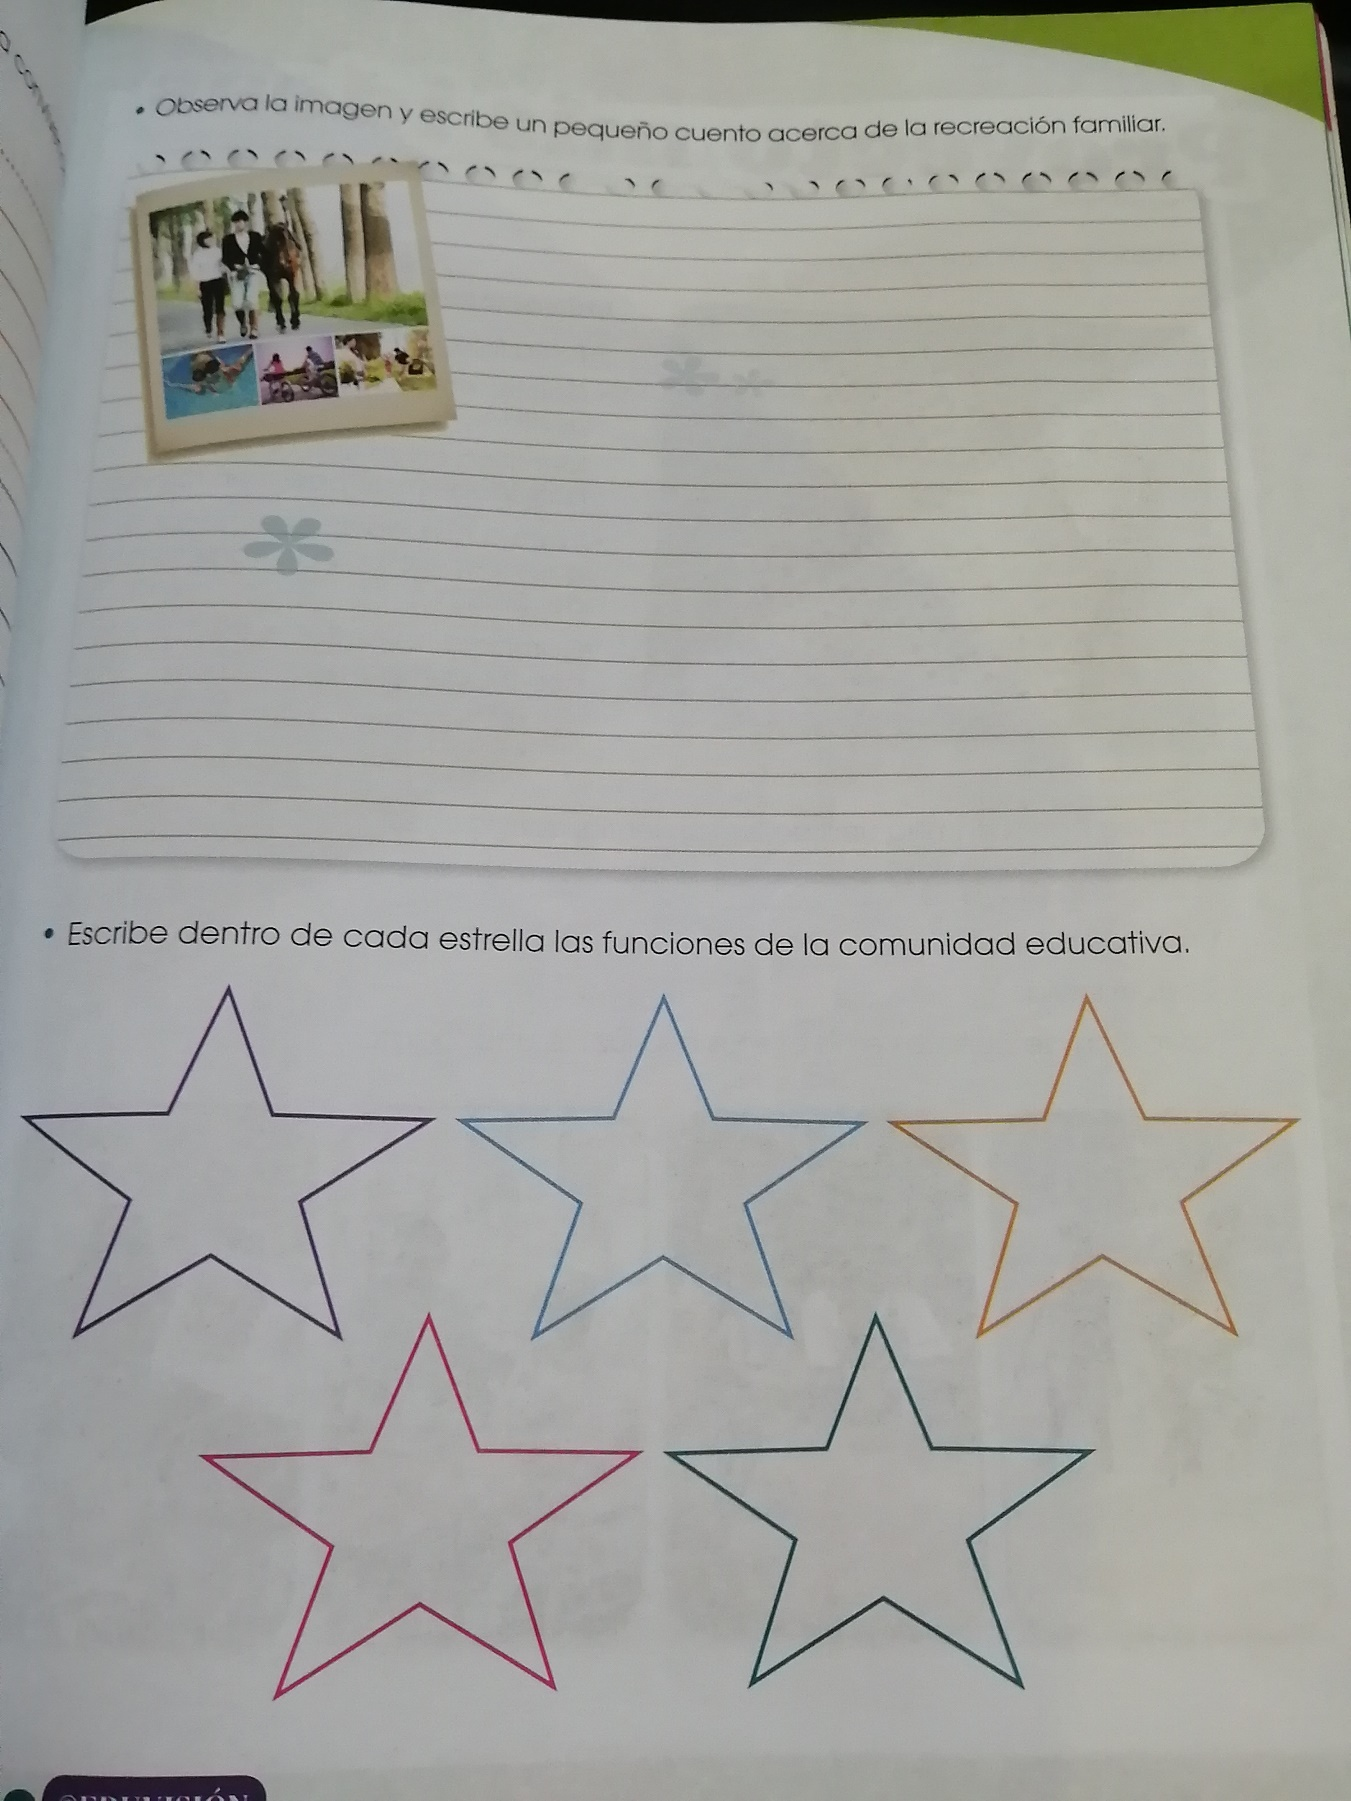 • Observa la imagen y escribe un pequeño cuento acerca de la recreación familiar.
• Escribe dentro de cada estrella las funciones de la comunidad educativa.